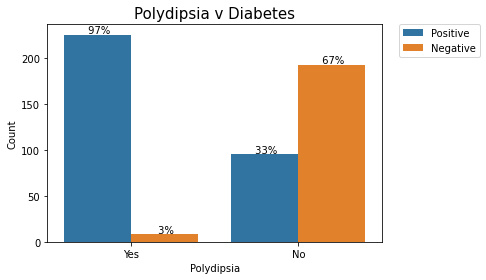 Polydipsia v Diabetes
Positive
Negative
97%
3%
33%
67%
Count
200
150
100
50
0
Yes
No
Polydipsia